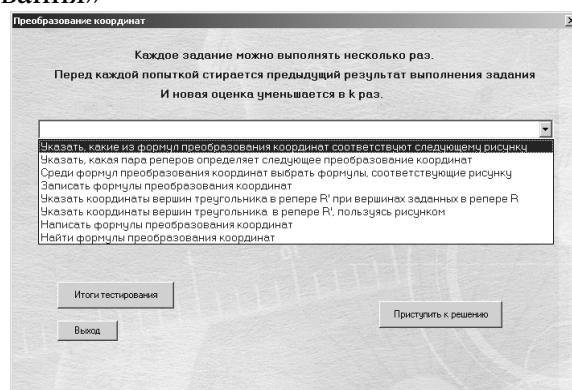 вания»
Преобразование координат
Каждое задание можно выполнять несколько раз.
Перед каждой попыткой стирается предыдущий результат выполнения задания
И новая оценка уменьшается в k раз.
Указать, какие из формул преобразования координат соответствуют следующему рисунку
Указать, какая пара реперов определяет следующее преобразование координат
Среди формул преобразования координат выбрать формулы, соответствующие рисунку
Записать формулы преобразования координат
Указать координаты вершин треугольника в репере R' при вершинах заданных в репере R
Указать координаты вершин треугольника в репере R', пользуясь рисунком
Написать формулы преобразования координат
Найти формулы преобразования координат
Итоги тестирования
Приступить к решению
Выход